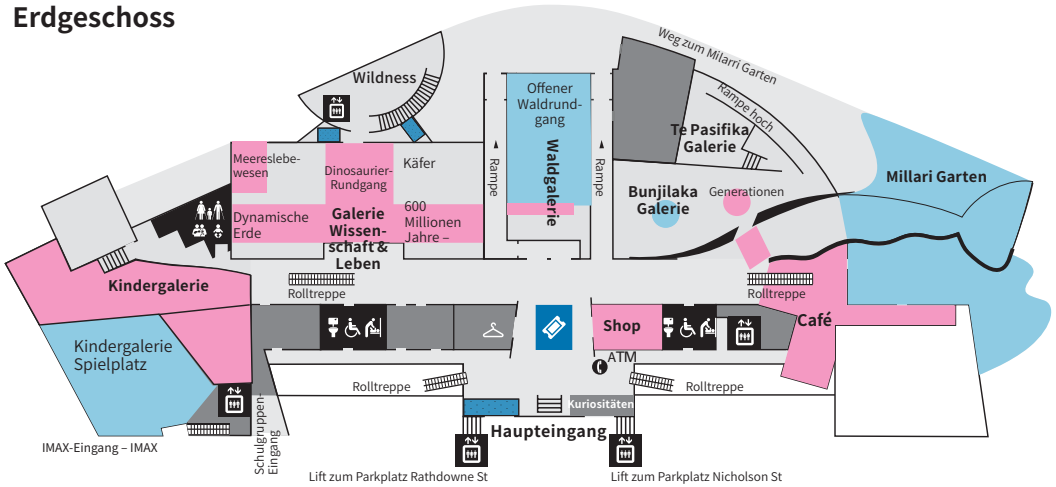 Erdgeschoss
Weg zum Milarri Garten
Wildness
Offener
Waldrund-
gang
Rampe hoch
Te Pasifika
Galerie
Waldgalerie
Meereslebe-
wesen
Käfer
Dinosaurier-
Rundgang
Rampe
Rampe
Bunjilaka
Galerie
Generationen
Millari Garten
Dynamische
Erde
Galerie
Wissen-
schaft &
Leben
600
Millionen
Jahre –
Kindergalerie
Rolltreppe
Rolltreppe
Shop
Café
Kindergalerie
Spielplatz
ATM
Rolltreppe
Rolltreppe
Kuriositäten
Schulgruppen-
Eingang
Haupteingang
IMAX-Eingang – IMAX
Lift zum Parkplatz Rathdowne St
Lift zum Parkplatz Nicholson St